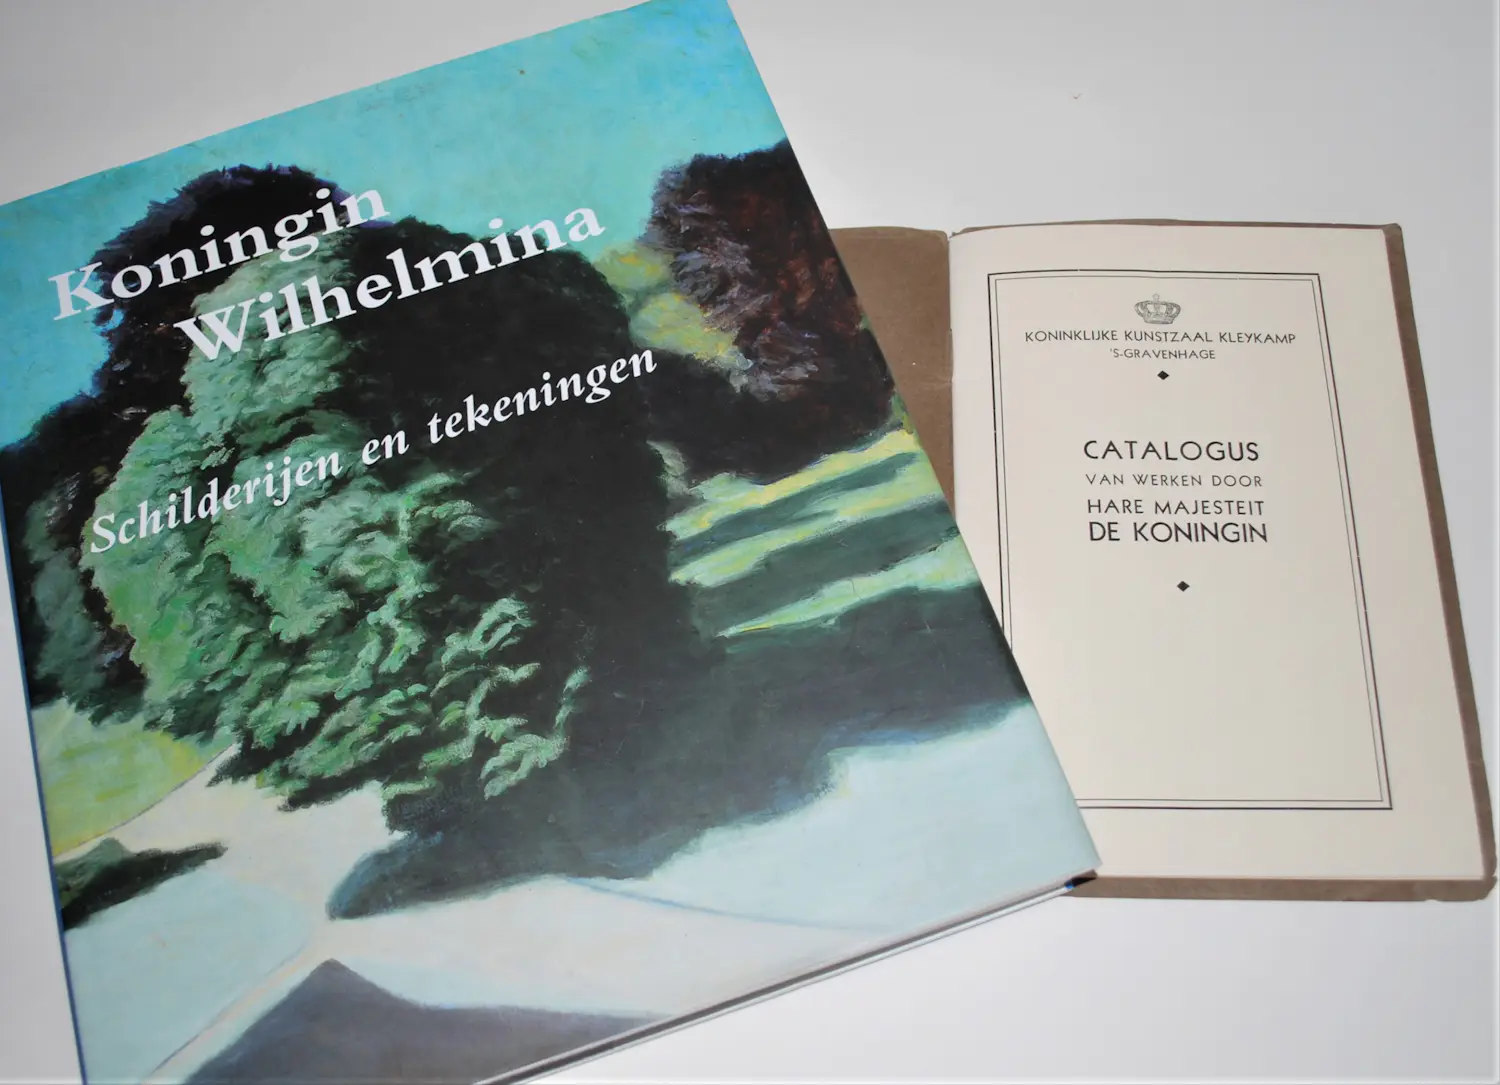 Koningin
Wilhelmina
Schilderijen en tekeningen
KONINKLIJKE KUNSTZAAL KLEYKAMP
'S-GRAVENHAGE
CATALOGUS
VAN WERKEN DOOR
HARE MAJESTEIT
DE KONINGIN